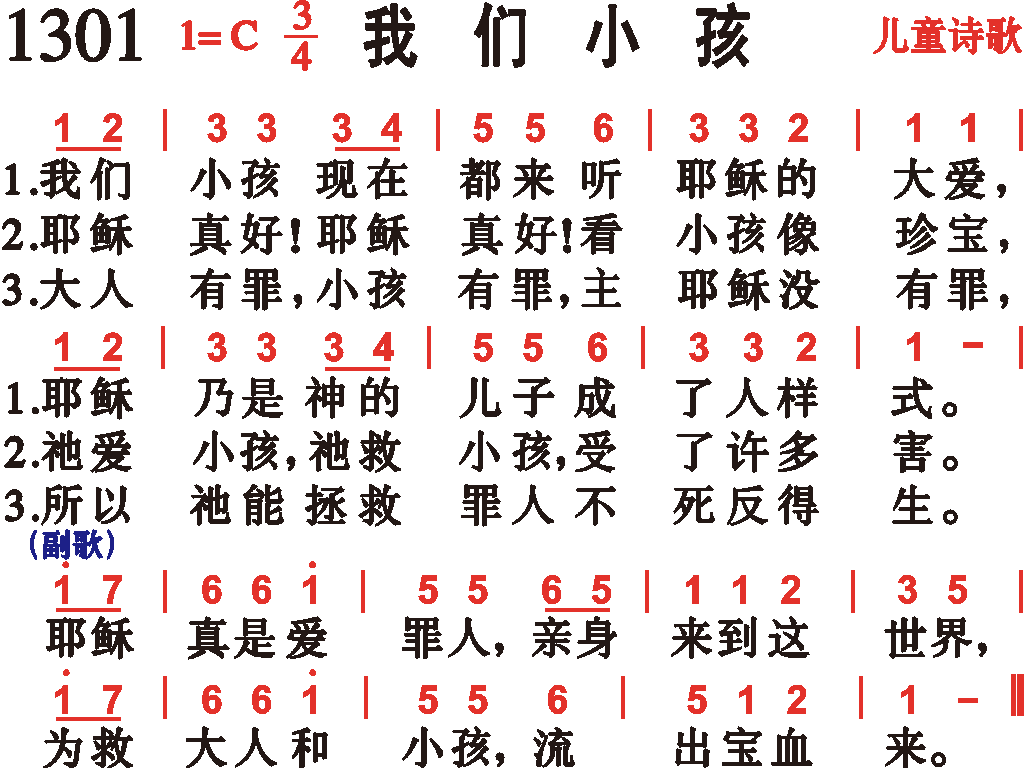 1301 1=C 3/4 我们小孩 儿童诗歌
1 2 | 3 3 3 4 | 5 5 6 | 3 3 2 | 1 1 |
1.我们 小孩 现在 都来听 耶稣的 大爱，
2.耶稣 真好！耶稣 真好！看 小孩像 珍宝，
3.大人 有罪，小孩 有罪，主 耶稣没 有罪，
1 2 | 3 3 3 4 | 5 5 6 | 3 3 2 | 1 － |
1.耶稣 乃是 神的 儿子成 了人样 式。
2.祂爱 小孩，祂救 小孩，受 了许多 害。
3.所以 祂能 拯救 罪人不 死反得 生。
（副歌）
1̇ 7 | 6 6 1̇ | 5 5 6 5 | 1 1 2 | 3 5 |
耶稣 真是爱 罪人，亲身 来到这 世界，
1̇ 7 | 6 6 1̇ | 5 5 6 | 5 1 2 | 1 － ‖
为救 大人和 小孩，流 出宝血 来。